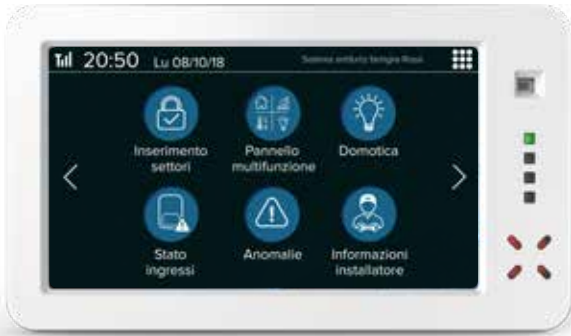 20:50 Lu 08/10/18
Inserimento
settori
Pannello
multifunzione
Domotica
Stato
ingressi
Anomalie
Informazioni
installatore